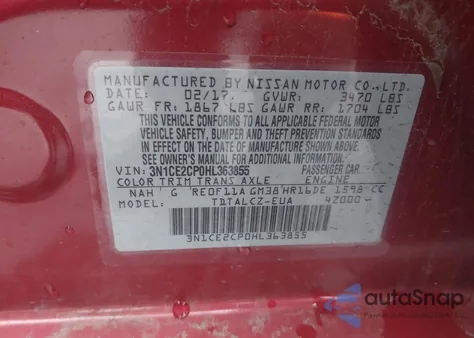 MANUFACTURED BY NISSAN MOTOR CO.,LTD.
DATE: 02/17 GVWR: 3470 LBS
GAWR FR: 1867 LBS GAWR RR: 1704 LBS
THIS VEHICLE CONFORMS TO ALL APPLICABLE FEDERAL MOTOR
VEHICLE SAFETY, BUMPER AND THEFT PREVENTION STANDARDS
IN EFFECT ON THE DATE OF MANUFACTURE SHOWN ABOVE.
SEE OWNER'S MANUAL FOR ADDITIONAL INFORMATION
VIN: 3N1CE2CP0HL363855 PASSENGER CAR
COLOR TRIM TRANS AXLE ENGINE
NAH G RE0F11A GM38 HR16DE 1598 CC
MODEL: TDTALCZ-EUA 4Z000
3N1CE2CP0HL363855
autoSnap